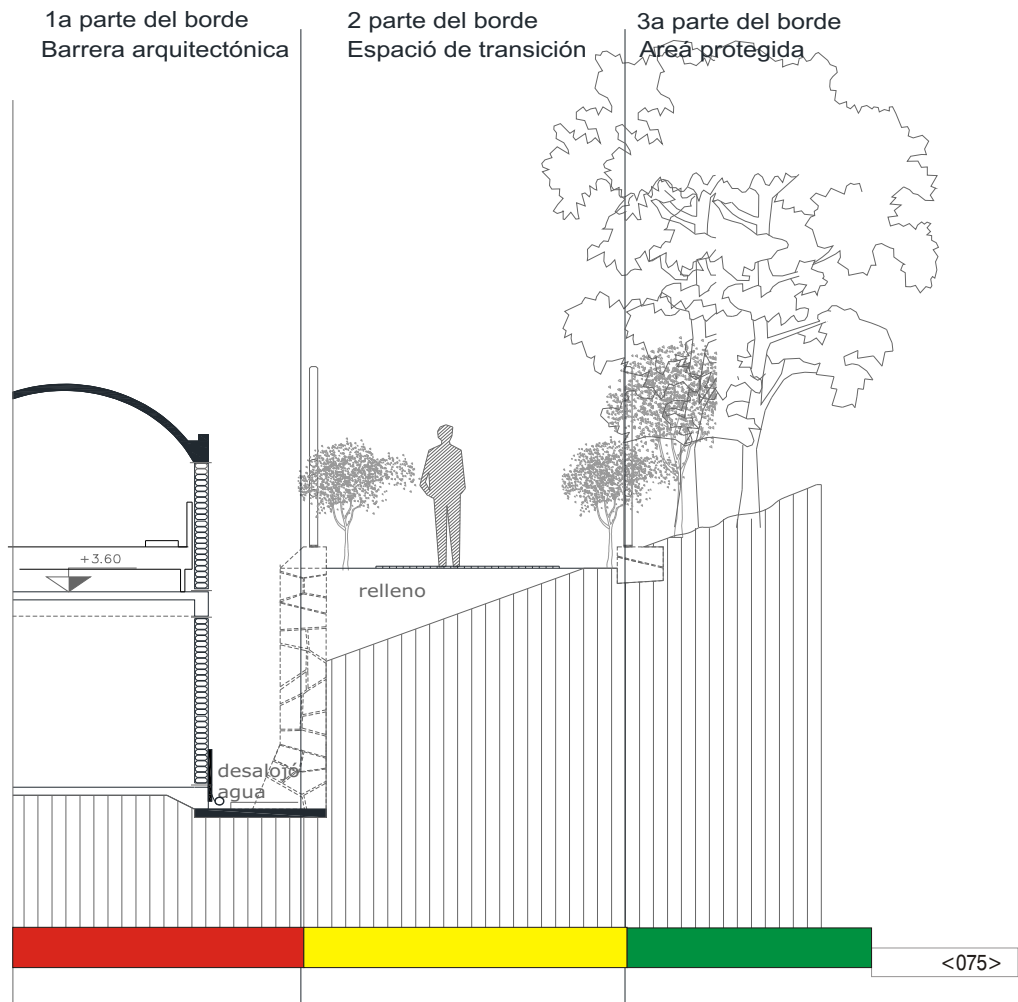 1a parte del borde
Barrera arquitectónica
2 parte del borde
Espació de transición
3a parte del borde
Areá protegida
+3.60
relleno
desalojo
agua
<075>